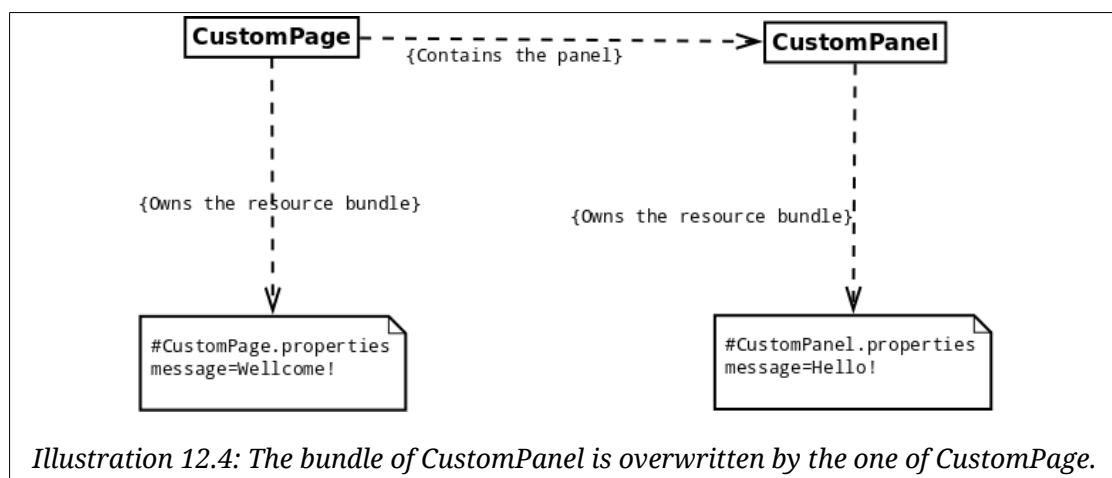 CustomPage
CustomPanel
{Contains the panel}
{Owns the resource bundle}
{Owns the resource bundle}
#CustomPage.properties
message=Wellcome!
#CustomPanel.properties
message=Hello!
Illustration 12.4: The bundle of CustomPanel is overwritten by the one of CustomPage.